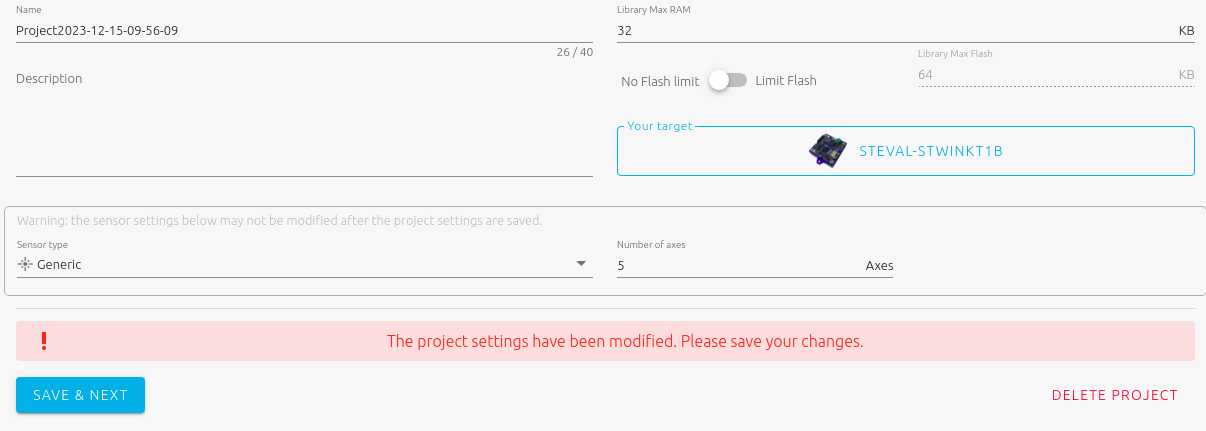 Name
Project2023-12-15-09-56-09
26 / 40
Description
Library Max RAM
32 KB
No Flash limit Limit Flash
Library Max Flash
64 KB
Your target
STEVAL-STWINKT1B
Warning: the sensor settings below may not be modified after the project settings are saved.
Sensor type
Generic
Number of axes
5 Axes
The project settings have been modified. Please save your changes.
SAVE & NEXT
DELETE PROJECT